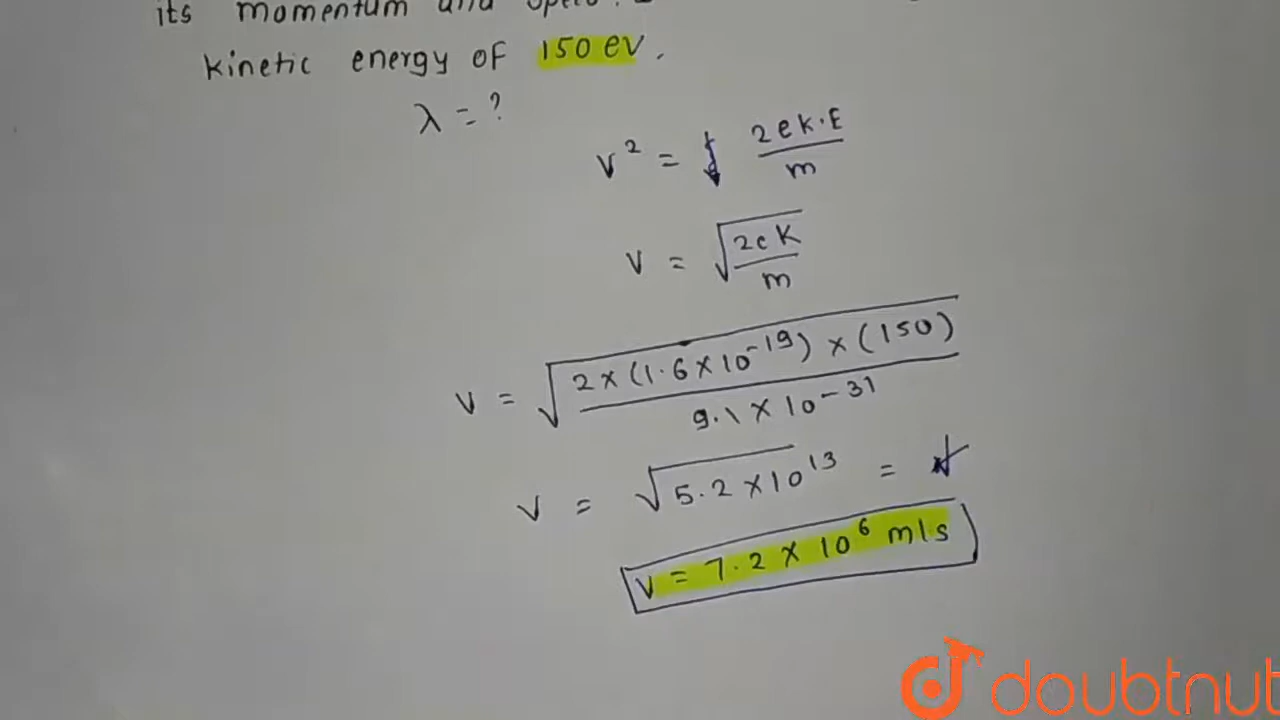 its momentum and
kinetic energy of 150 eV.
λ = ?
V² = 2eK.E / m
V = √(2eK / m)
V = √(2×(1.6×10⁻¹⁹)×(150) / 9.1×10⁻³¹)
V = √5.2×10¹³ =
V = 7.2 × 10⁶ m/s
doubtnut